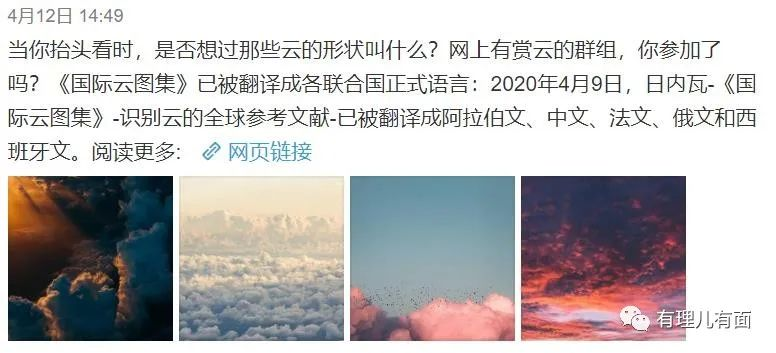 4月12日 14:49
当你抬头看时，是否想过那些云的形状叫什么？网上有赏云的群组，你参加了
吗？《国际云图集》已被翻译成各联合国正式语言：2020年4月9日，日内瓦-《国
际云图集》-识别云的全球参考文献-已被翻译成阿拉伯文、中文、法文、俄文和西
班牙文。阅读更多： 网页链接
有理儿有面